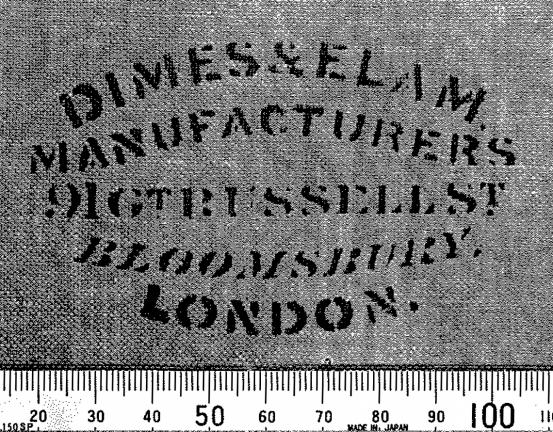 DIMES & ELAM
MANUFACTURERS
.91 GT RUSSELL ST
BLOOMSBURY.
LONDON.
20 30 40 50 60 70 80 90 100
150SP. MADE IN JAPAN